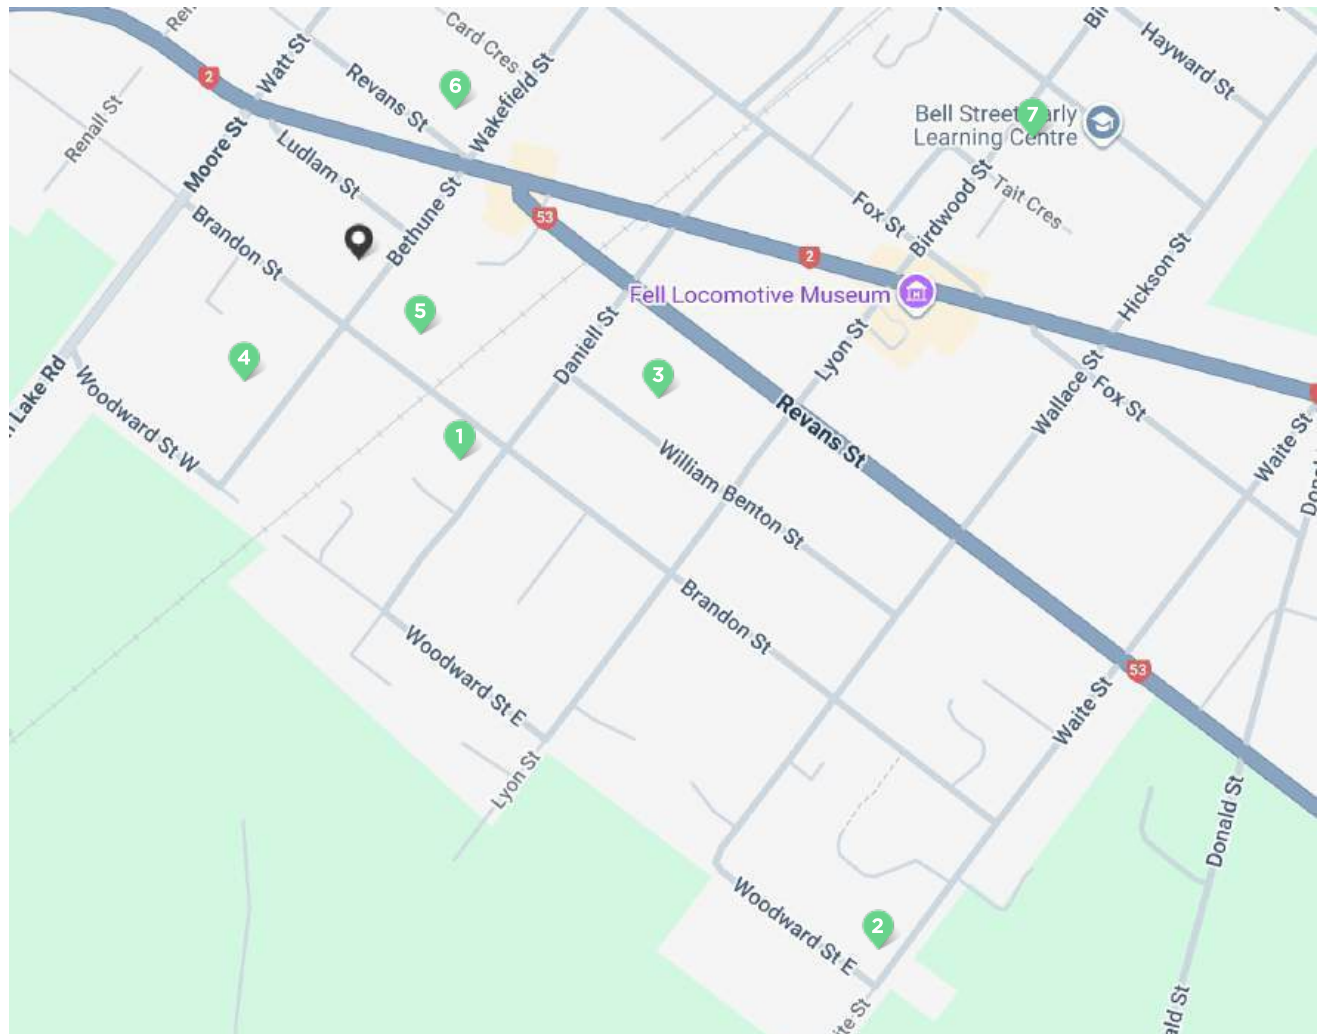 Card Cres
Watt St
Hayward St
2
Revans St
6
Wakefield St
Renall St
Bell Street Early
Learning Centre
7
Moore St
Ludlam St
Tait Cres
Bethune St
Fox St
Birdwood St
53
Brandon St
2
Hickson St
Fell Locomotive Museum
5
4
Daniell St
3
Lyon St
Wallace St
Fox St
Lake Rd
Woodward St W
1
Revans St
Waite St
William Benton St
Brandon St
Woodward St E
53
Waite St
Lyon St
Donald St
Woodward St E
2